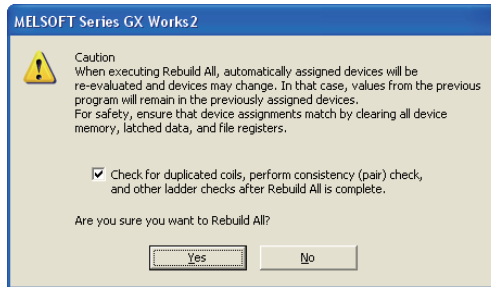 MELSOFT Series GX Works2
Caution
When executing Rebuild All, automatically assigned devices will be
re-evaluated and devices may change. In that case, values from the previous
program will remain in the previously assigned devices.
For safety, ensure that device assignments match by clearing all device
memory, latched data, and file registers.
Check for duplicated coils, perform consistency (pair) check,
and other ladder checks after Rebuild All is complete.
Are you sure you want to Rebuild All?
Yes
No